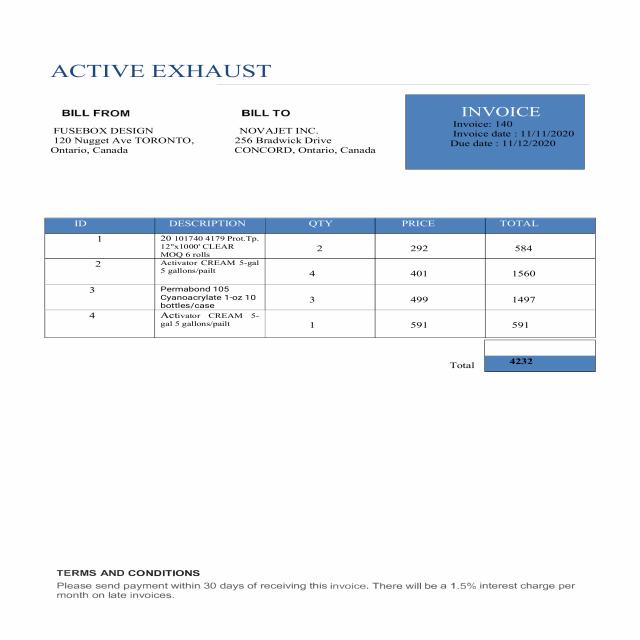 ACTIVE EXHAUST
BILL FROM
FUSEBOX DESIGN
120 Nugget Ave TORONTO,
Ontario, Canada
BILL TO
NOVAJET INC.
256 Bradwick Drive
CONCORD, Ontario, Canada
INVOICE
Invoice: 140
Invoice date : 11/11/2020
Due date : 11/12/2020
ID DESCRIPTION QTY PRICE TOTAL
1 20 101740 4179 Prot.Tp. 2 292 584
12"x1000' CLEAR
MOQ 6 rolls
2 Activator CREAM 5-gal 4 401 1560
5 gallons/pailt
3 Permabond 105 3 499 1497
Cyanoacrylate 1-oz 10
bottles/case
4 Activator CREAM 5- 1 591 591
gal 5 gallons/pailt
Total 4232
TERMS AND CONDITIONS
Please send payment within 30 days of receiving this invoice. There will be a 1.5% interest charge per
month on late invoices.